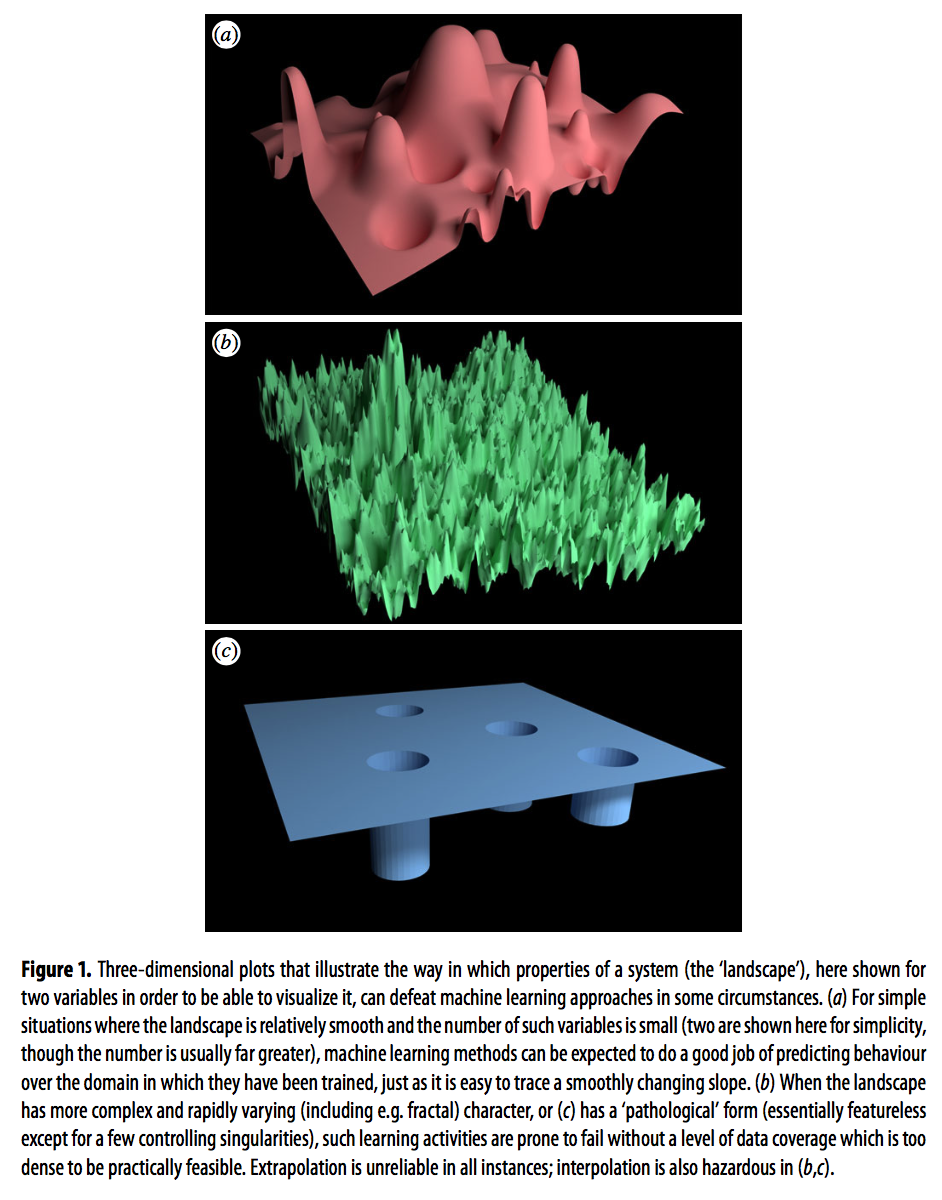 (a)
(b)
(c)
Figure 1. Three-dimensional plots that illustrate the way in which properties of a system (the ‘landscape’), here shown for
two variables in order to be able to visualize it, can defeat machine learning approaches in some circumstances. (a) For simple
situations where the landscape is relatively smooth and the number of such variables is small (two are shown here for simplicity,
though the number is usually far greater), machine learning methods can be expected to do a good job of predicting behaviour
over the domain in which they have been trained, just as it is easy to trace a smoothly changing slope. (b) When the landscape
has more complex and rapidly varying (including e.g. fractal) character, or (c) has a ‘pathological’ form (essentially featureless
except for a few controlling singularities), such learning activities are prone to fail without a level of data coverage which is too
dense to be practically feasible. Extrapolation is unreliable in all instances; interpolation is also hazardous in (b,c).